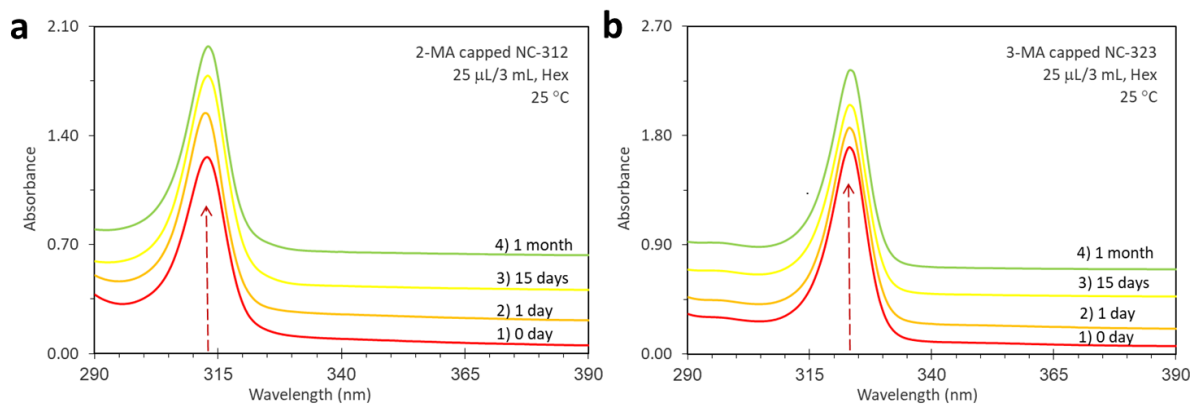 a
2.10
1.40
0.70
0.00
Absorbance
2-MA capped NC-312
25 μL/3 mL, Hex
25 °C
4) 1 month
3) 15 days
2) 1 day
1) 0 day
290 315 340 365 390
Wavelength (nm)
b
2.70
1.80
0.90
0.00
Absorbance
3-MA capped NC-323
25 μL/3 mL, Hex
25 °C
4) 1 month
3) 15 days
2) 1 day
1) 0 day
290 315 340 365 390
Wavelength (nm)